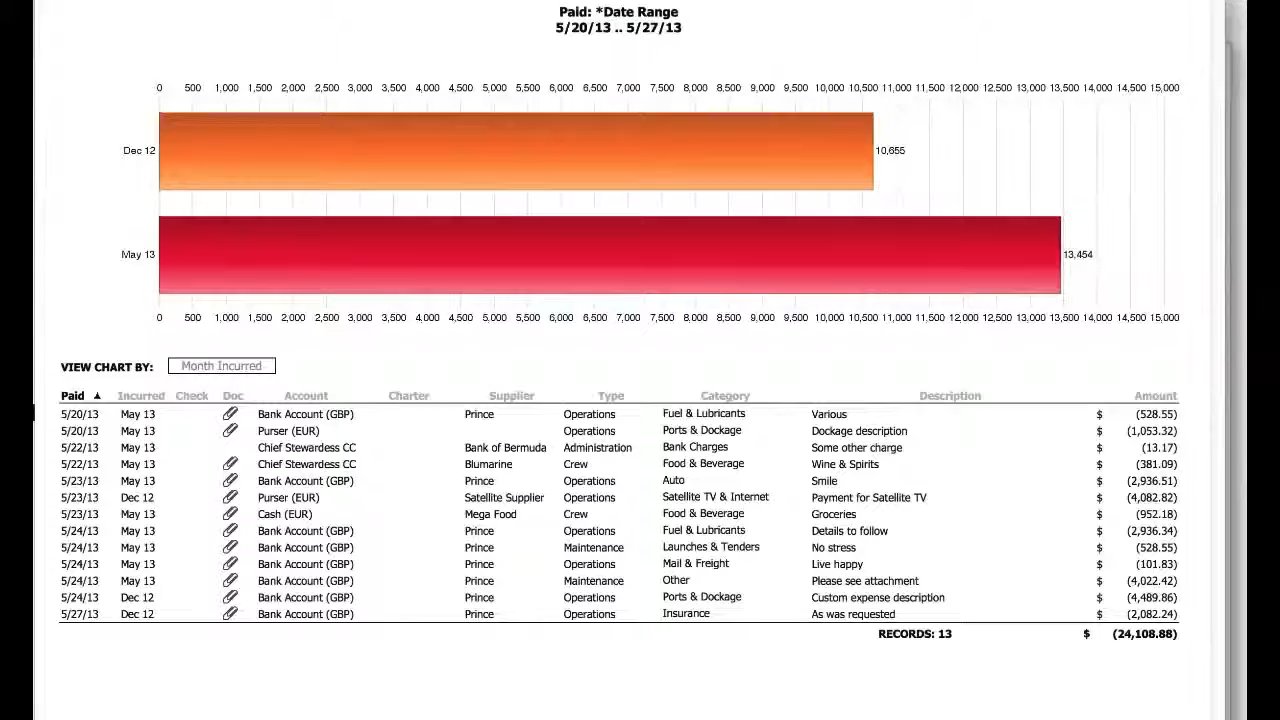 Paid: *Date Range
5/20/13 .. 5/27/13
0 500 1,000 1,500 2,000 2,500 3,000 3,500 4,000 4,500 5,000 5,500 6,000 6,500 7,000 7,500 8,000 8,500 9,000 9,500 10,000 10,500 11,000 11,500 12,000 12,500 13,000 13,500 14,000 14,500 15,000
Dec 12 10,655
May 13 13,454
0 500 1,000 1,500 2,000 2,500 3,000 3,500 4,000 4,500 5,000 5,500 6,000 6,500 7,000 7,500 8,000 8,500 9,000 9,500 10,000 10,500 11,000 11,500 12,000 12,500 13,000 13,500 14,000 14,500 15,000
VIEW CHART BY: Month Incurred
Paid ▲ Incurred Check Doc Account Charter Supplier Type Category Description Amount
5/20/13 May 13 Bank Account (GBP) Prince Operations Fuel & Lubricants Various $ (528.55)
5/20/13 May 13 Purser (EUR) Operations Ports & Dockage Dockage description $ (1,053.32)
5/22/13 May 13 Chief Stewardess CC Bank of Bermuda Administration Bank Charges Some other charge $ (13.17)
5/22/13 May 13 Chief Stewardess CC Blumarine Crew Food & Beverage Wine & Spirits $ (381.09)
5/23/13 May 13 Bank Account (GBP) Prince Operations Auto Smile $ (2,936.51)
5/23/13 Dec 12 Purser (EUR) Satellite Supplier Operations Satellite TV & Internet Payment for Satellite TV $ (4,082.82)
5/23/13 May 13 Cash (EUR) Mega Food Crew Food & Beverage Groceries $ (952.18)
5/24/13 May 13 Bank Account (GBP) Prince Operations Fuel & Lubricants Details to follow $ (2,936.34)
5/24/13 May 13 Bank Account (GBP) Prince Maintenance Launches & Tenders No stress $ (528.55)
5/24/13 May 13 Bank Account (GBP) Prince Operations Mail & Freight Live happy $ (101.83)
5/24/13 May 13 Bank Account (GBP) Prince Maintenance Other Please see attachment $ (4,022.42)
5/24/13 Dec 12 Bank Account (GBP) Prince Operations Ports & Dockage Custom expense description $ (4,489.86)
5/27/13 Dec 12 Bank Account (GBP) Prince Operations Insurance As was requested $ (2,082.24)
RECORDS: 13 $ (24,108.88)